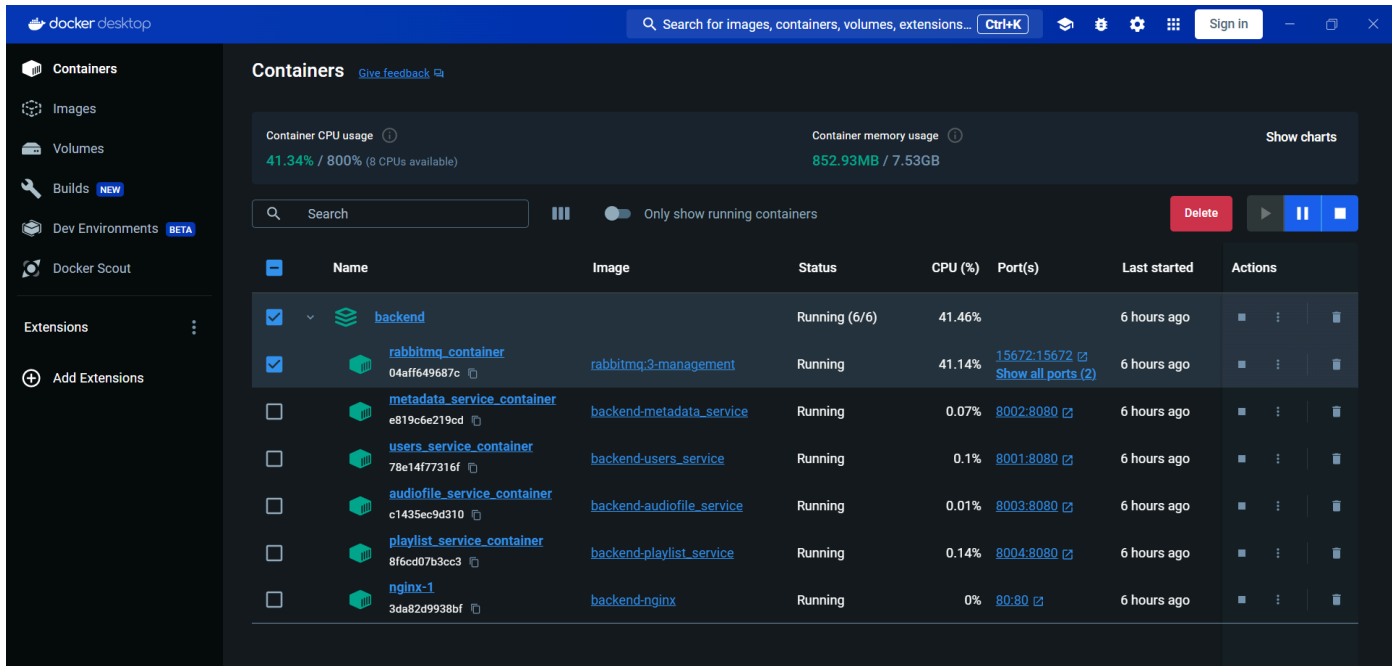 docker desktop
Search for images, containers, volumes, extensions... Ctrl+K
Sign in
Containers
Images
Volumes
Builds NEW
Dev Environments BETA
Docker Scout
Extensions
Add Extensions
Containers Give feedback
Container CPU usage
41.34% / 800% (8 CPUs available)
Container memory usage
852.93MB / 7.53GB
Show charts
Search
Only show running containers
Delete
Name Image Status CPU (%) Port(s) Last started Actions
backend Running (6/6) 41.46% 6 hours ago
rabbitmq_container
04aff649687c
rabbitmq:3-management Running 41.14%
15672:15672
Show all ports (2)
6 hours ago
metadata_service_container
e819c6e219cd
backend-metadata_service Running 0.07% 8002:8080 6 hours ago
users_service_container
78e14f77316f
backend-users_service Running 0.1% 8001:8080 6 hours ago
audiofile_service_container
c1435ec9d310
backend-audiofile_service Running 0.01% 8003:8080 6 hours ago
playlist_service_container
8f6cd07b3cc3
backend-playlist_service Running 0.14% 8004:8080 6 hours ago
nginx-1
3da82d9938bf
backend-nginx Running 0% 80:80 6 hours ago